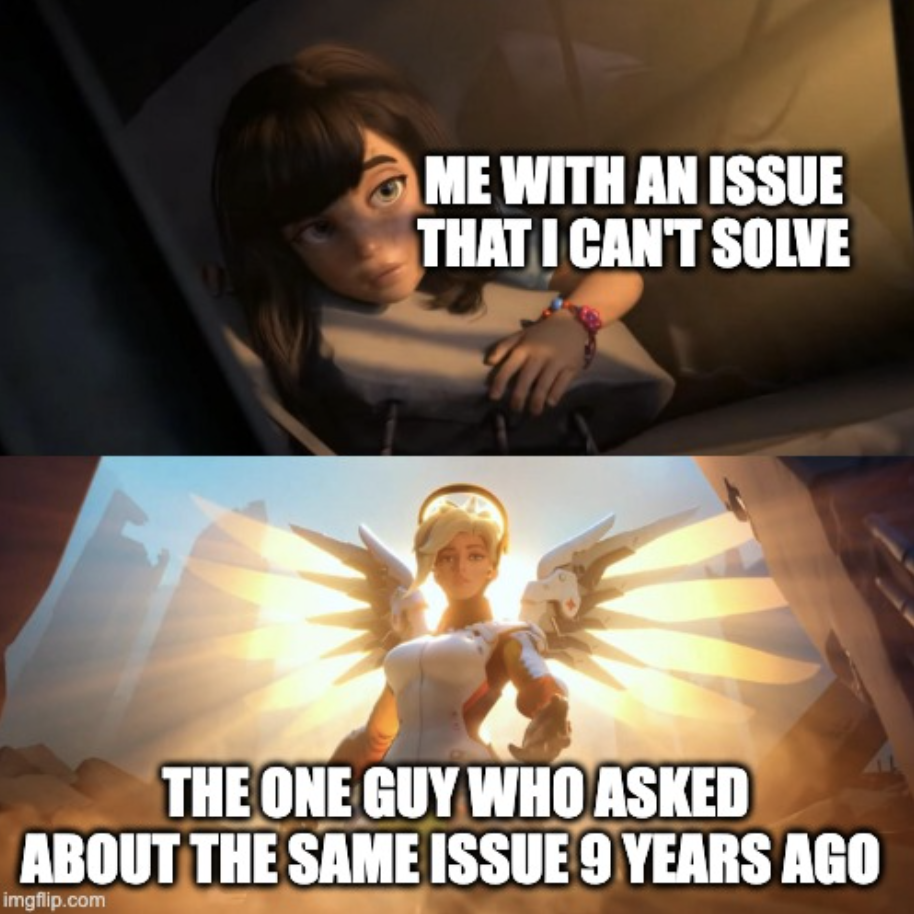 ME WITH AN ISSUE
THAT I CAN'T SOLVE
THE ONE GUY WHO ASKED
ABOUT THE SAME ISSUE 9 YEARS AGO
imgflip.com